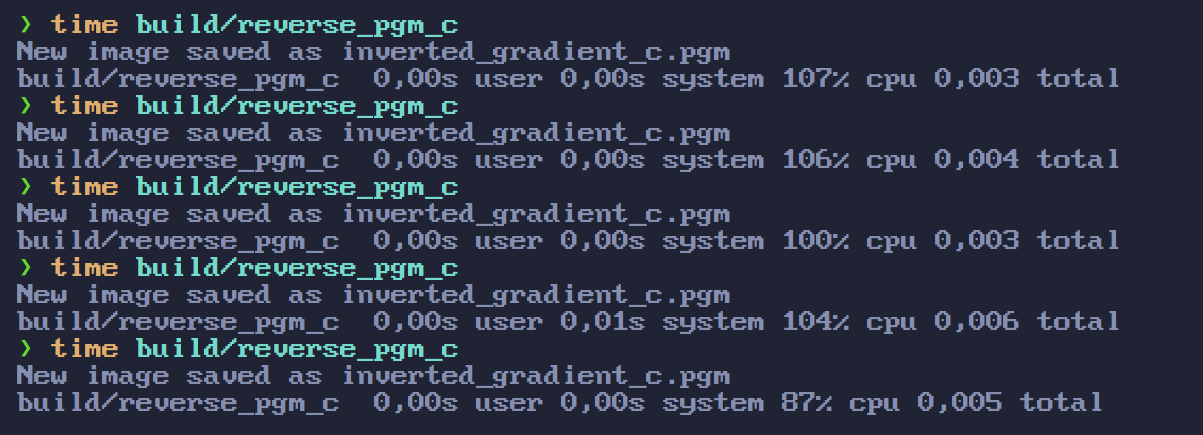 ❯ time build/reverse_pgm_c
New image saved as inverted_gradient_c.pgm
build/reverse_pgm_c  0,00s user 0,00s system 107% cpu 0,003 total
❯ time build/reverse_pgm_c
New image saved as inverted_gradient_c.pgm
build/reverse_pgm_c  0,00s user 0,00s system 106% cpu 0,004 total
❯ time build/reverse_pgm_c
New image saved as inverted_gradient_c.pgm
build/reverse_pgm_c  0,00s user 0,00s system 100% cpu 0,003 total
❯ time build/reverse_pgm_c
New image saved as inverted_gradient_c.pgm
build/reverse_pgm_c  0,00s user 0,01s system 104% cpu 0,006 total
❯ time build/reverse_pgm_c
New image saved as inverted_gradient_c.pgm
build/reverse_pgm_c  0,00s user 0,00s system 87% cpu 0,005 total